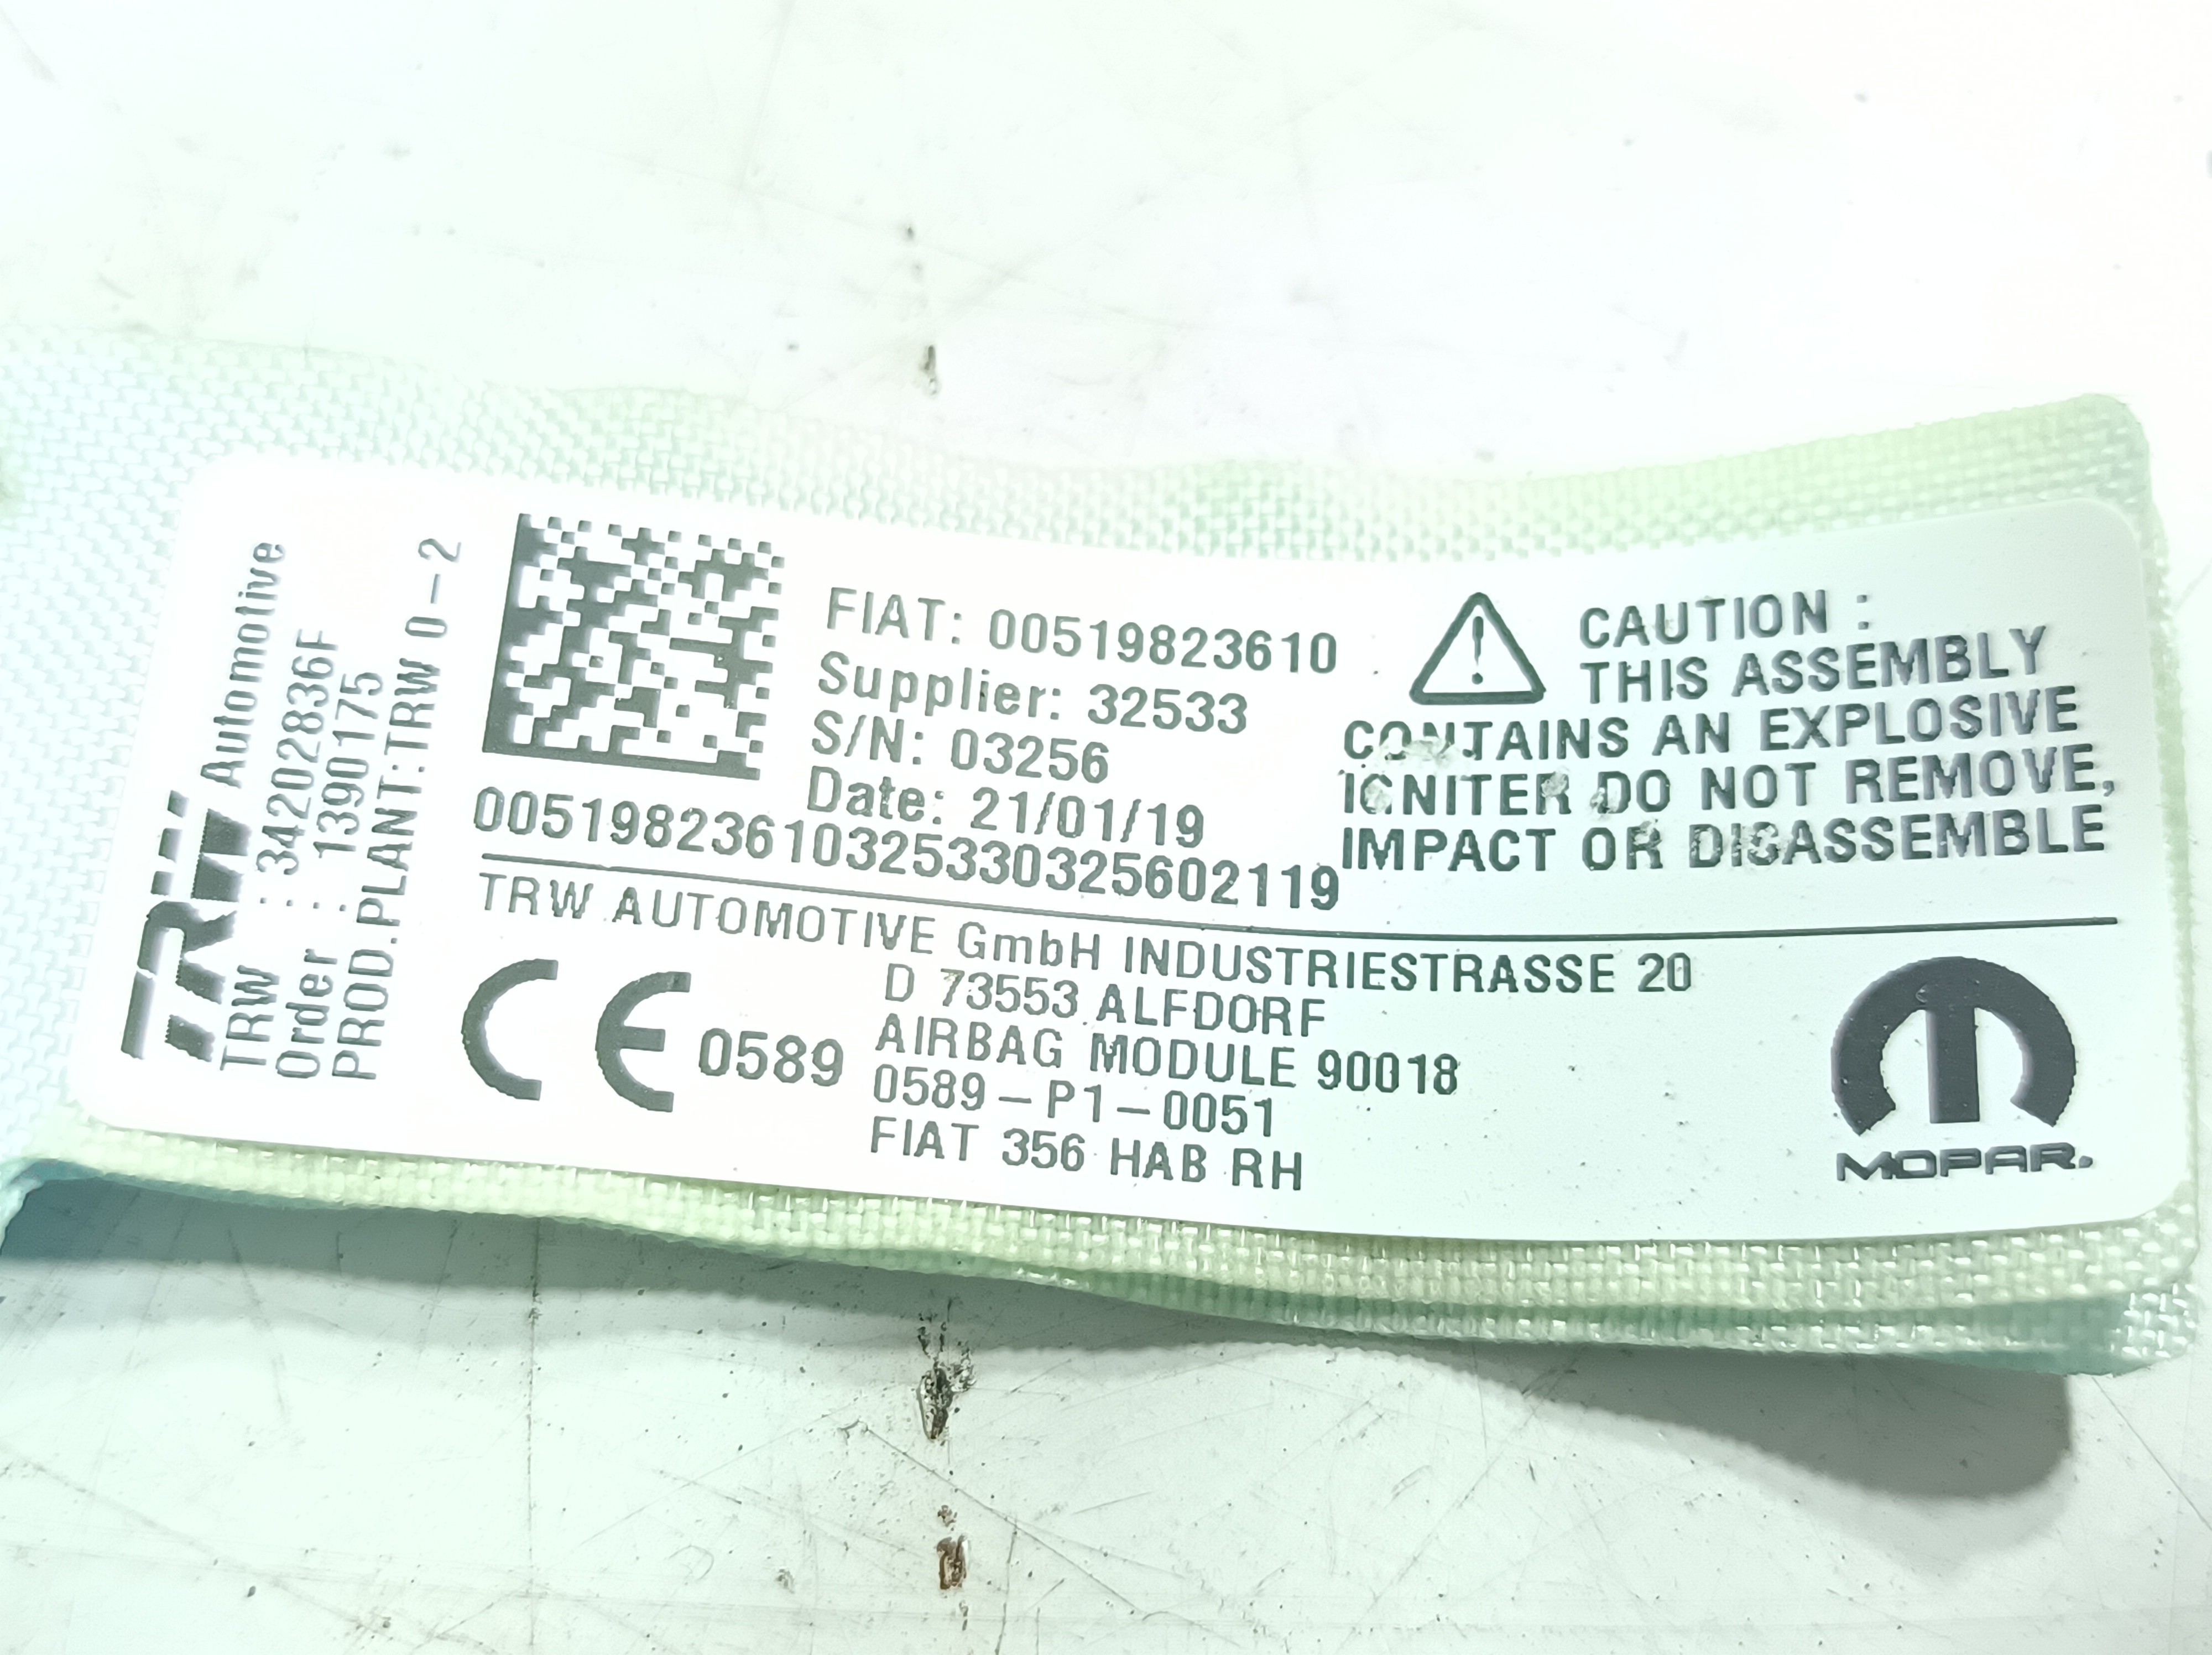 TRW Automotive
TRW : 34202836F
Order : 1390175
PROD.PLANT:TRW 0-2
FIAT: 00519823610
Supplier: 32533
S/N: 03256
Date: 21/01/19
00519823610325330325602119
CAUTION :
THIS ASSEMBLY
CONTAINS AN EXPLOSIVE
IGNITER DO NOT REMOVE,
IMPACT OR DISASSEMBLE
TRW AUTOMOTIVE GmbH INDUSTRIESTRASSE 20
D 73553 ALFDORF
AIRBAG MODULE 90018
0589-P1-0051
FIAT 356 HAB RH
CE 0589
MOPAR.